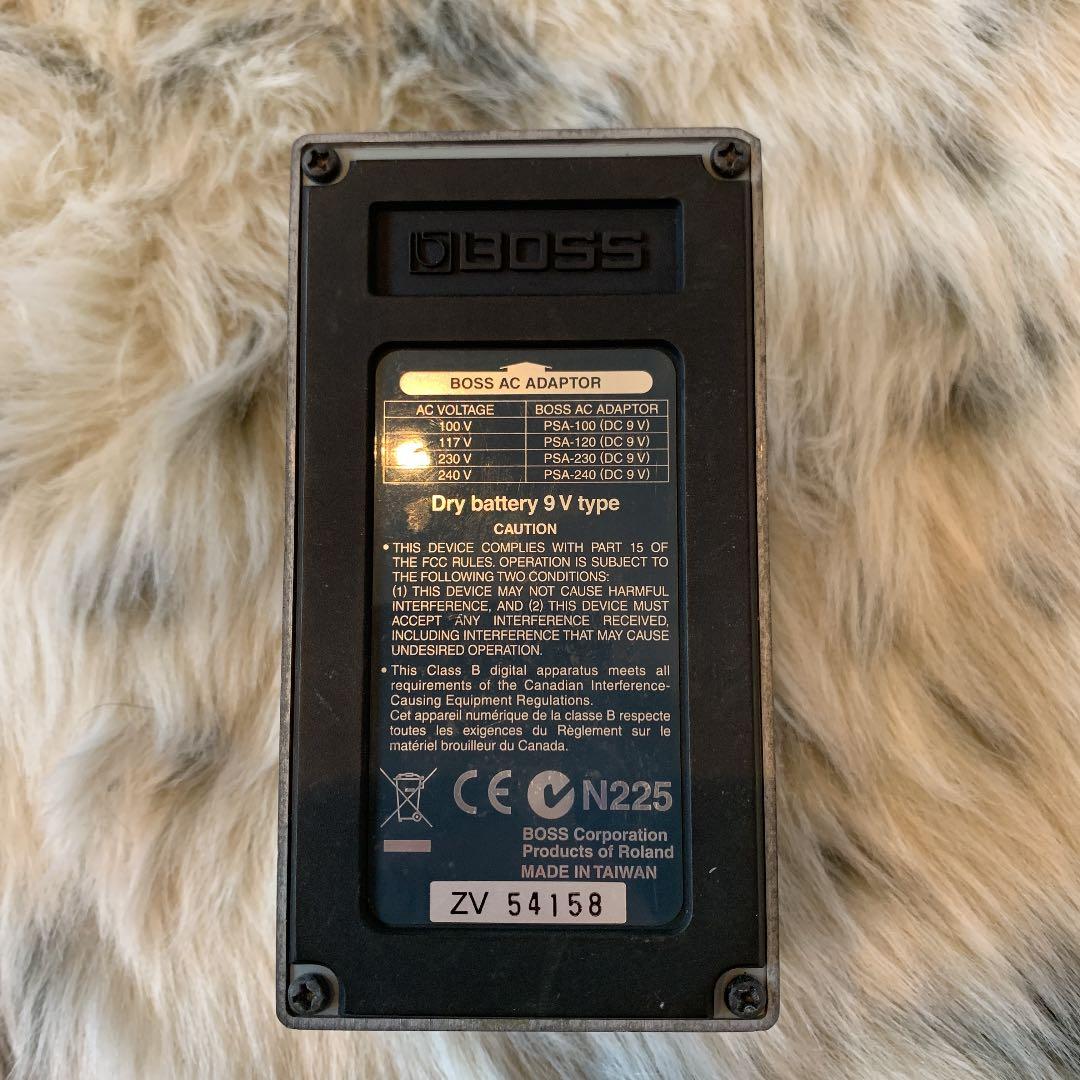 BOSS
BOSS AC ADAPTOR
AC VOLTAGE BOSS AC ADAPTOR
100 V PSA-100 (DC 9 V)
117 V PSA-120 (DC 9 V)
230 V PSA-230 (DC 9 V)
240 V PSA-240 (DC 9 V)
Dry battery 9 V type
CAUTION
• THIS DEVICE COMPLIES WITH PART 15 OF
THE FCC RULES. OPERATION IS SUBJECT TO
THE FOLLOWING TWO CONDITIONS:
(1) THIS DEVICE MAY NOT CAUSE HARMFUL
INTERFERENCE, AND (2) THIS DEVICE MUST
ACCEPT ANY INTERFERENCE RECEIVED,
INCLUDING INTERFERENCE THAT MAY CAUSE
UNDESIRED OPERATION.
• This Class B digital apparatus meets all
requirements of the Canadian Interference-
Causing Equipment Regulations.
Cet appareil numérique de la classe B respecte
toutes les exigences du Règlement sur le
matériel brouilleur du Canada.
CE N225
BOSS Corporation
Products of Roland
MADE IN TAIWAN
ZV 54158